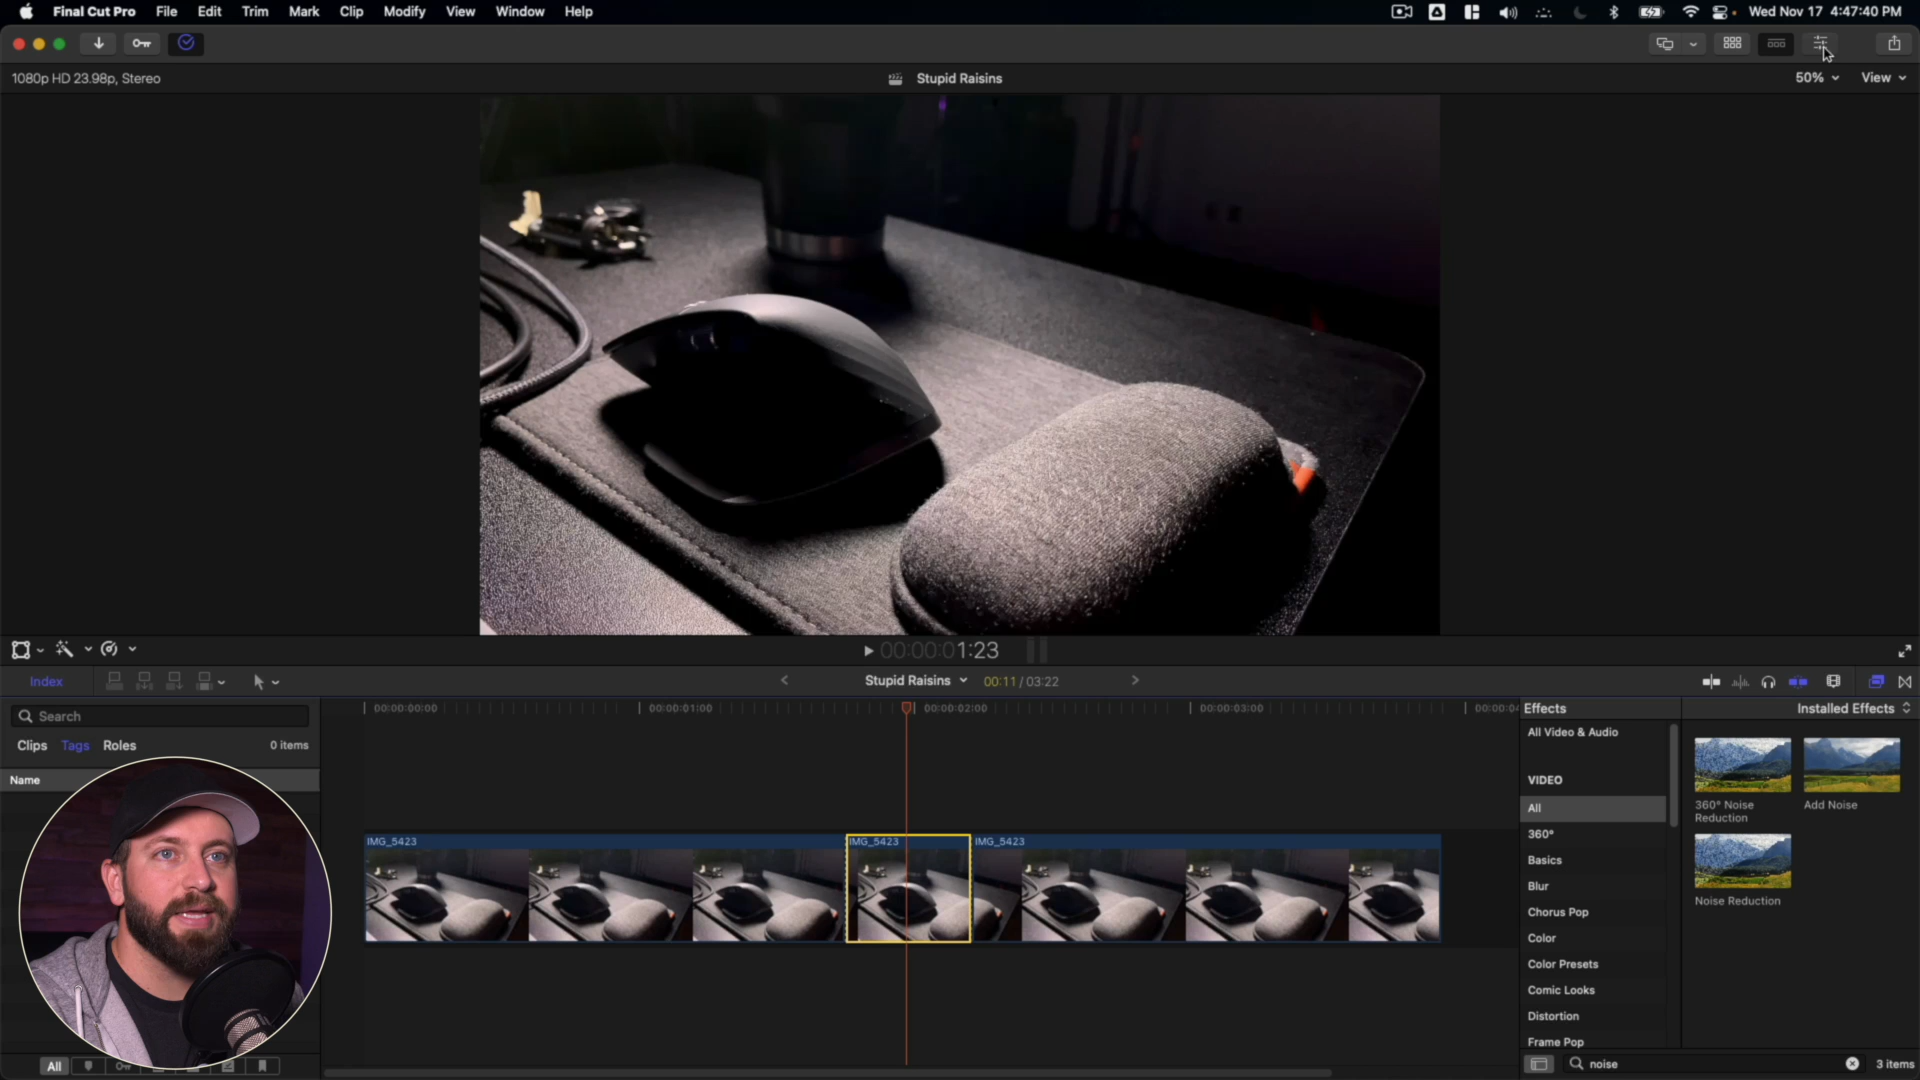 Final Cut Pro File Edit Trim Mark Clip Modify View Window Help
Wed Nov 17 4:47:40 PM
1080p HD 23.98p, Stereo
Stupid Raisins
50%
View
00:00:00
1:23
Index
Stupid Raisins
00:11 / 03:22
Search
Clips Tags Roles
0 items
Name
All
00:00:00:00
00:00:01:00
00:00:02:00
00:00:03:00
00:00:04
IMG_5423
IMG_5423
IMG_5423
Effects
Installed Effects
All Video & Audio
VIDEO
All
360°
Basics
Blur
Chorus Pop
Color
Color Presets
Comic Looks
Distortion
Frame Pop
360° Noise
Reduction
Add Noise
Noise Reduction
noise
3 items